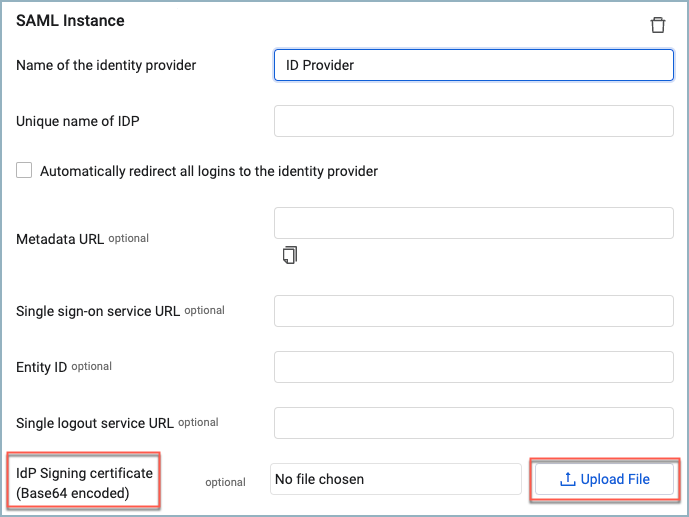 SAML Instance
Name of the identity provider
ID Provider
Unique name of IDP
Automatically redirect all logins to the identity provider
Metadata URL optional
Single sign-on service URL optional
Entity ID optional
Single logout service URL optional
IdP Signing certificate
(Base64 encoded)
optional
No file chosen
Upload File